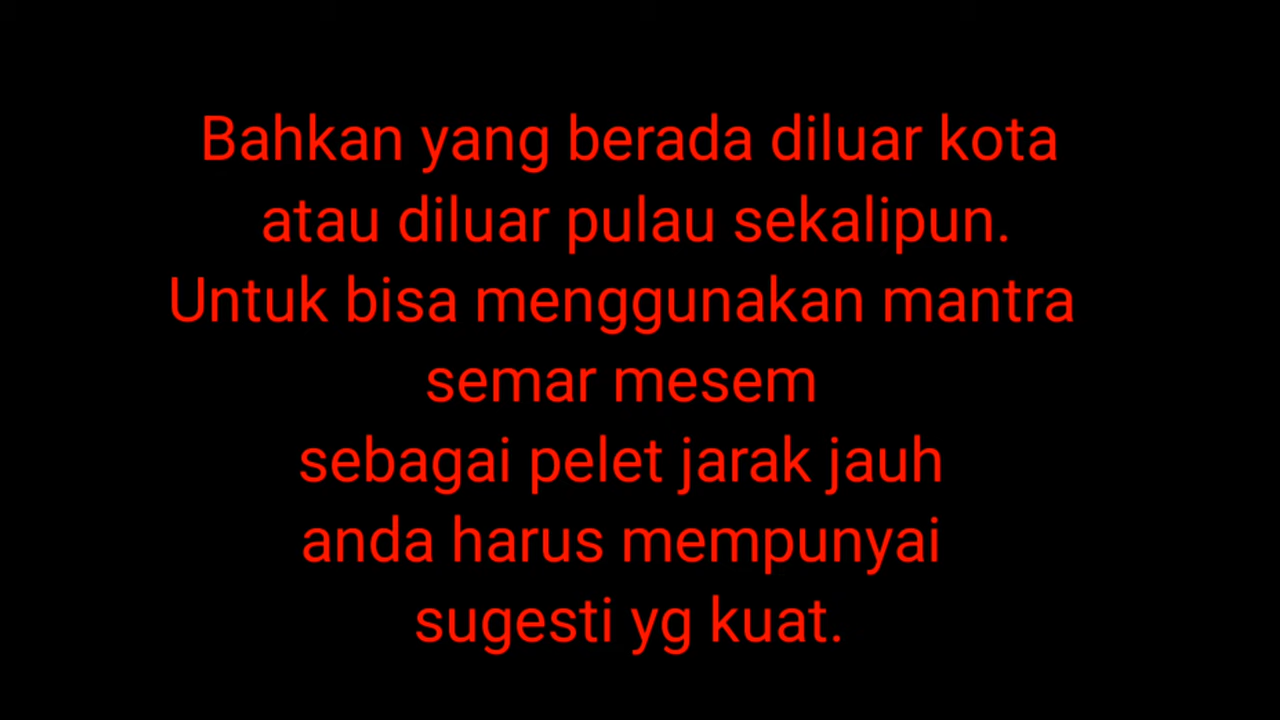 Bahkan yang berada diluar kota
atau diluar pulau sekalipun.
Untuk bisa menggunakan mantra
semar mesem
sebagai pelet jarak jauh
anda harus mempunyai
sugesti yg kuat.